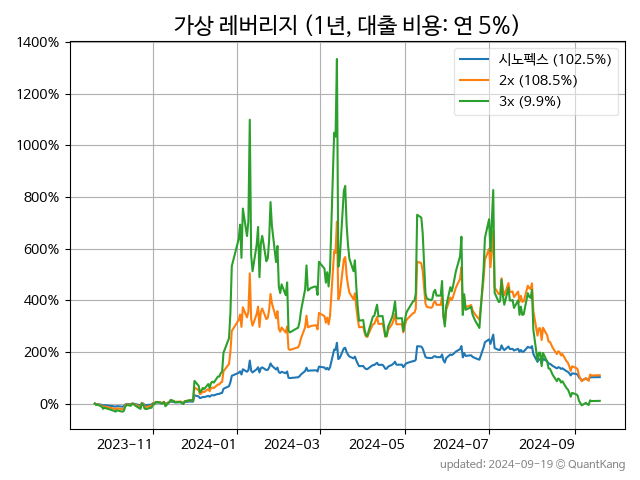 가상 레버리지 (1년, 대출 비용: 연 5%)
1400%
1200%
1000%
800%
600%
400%
200%
0%
시노펙스 (102.5%)
2x (108.5%)
3x (9.9%)
2023-11
2024-01
2024-03
2024-05
2024-07
2024-09
updated: 2024-09-19 © QuantKang